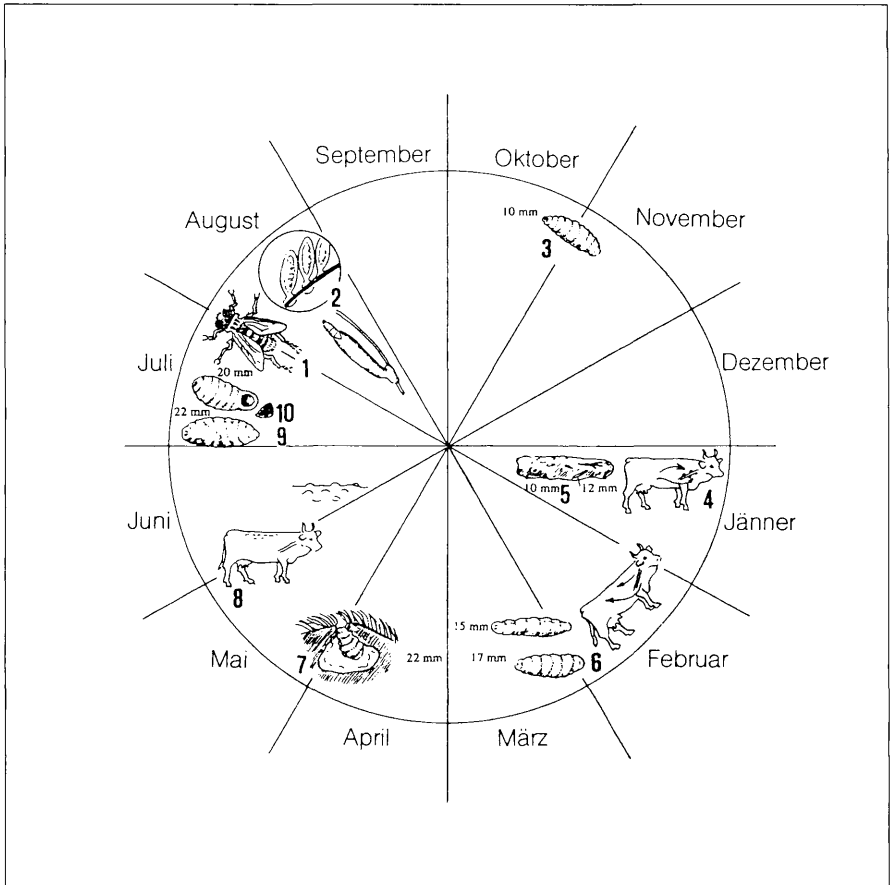 September
Oktober
August
November
10 mm
3
2
Juli
1
20 mm
Dezember
22 mm
10
9
5
10 mm
12 mm
4
Juni
Jänner
8
15 mm
Mai
7
22 mm
17 mm
6
Februar
April
März